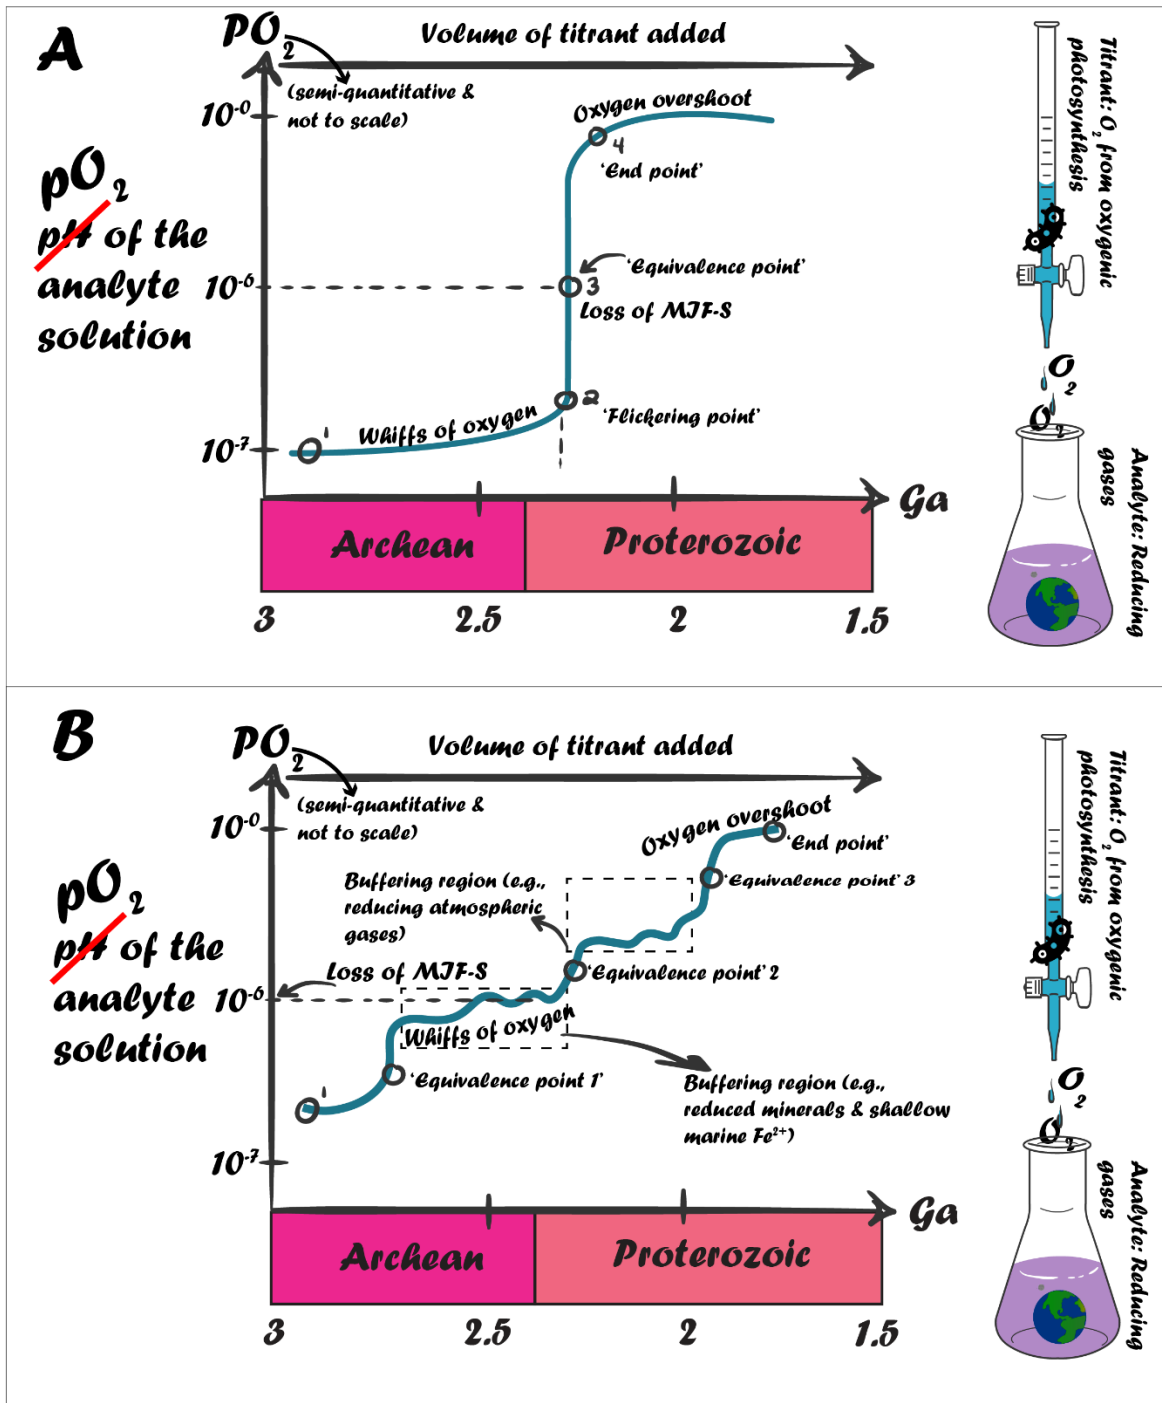 A
PO2
Volume of titrant added
(semi-quantitative &
not to scale)
10-0
Oxygen overshoot
4
'End point'
pO2
pH of the
analyte
solution
10-6
'Equivalence point'
3
Loss of MIF-S
Whiffs of oxygen
2
'Flickering point'
1
10-7
Ga
Archean
Proterozoic
3
2.5
2
1.5
Titrant: O2 from oxygenic
photosynthesis
O2
O2
Analyte: Reducing
gases
B
PO2
Volume of titrant added
(semi-quantitative &
not to scale)
10-0
Oxygen overshoot
'End point'
pO2
pH of the
analyte
solution
Buffering region (e.g.,
reducing atmospheric
gases)
'Equivalence point' 3
Loss of MIF-S
'Equivalence point' 2
10-6
Whiffs of oxygen
'Equivalence point 1'
1
Buffering region (e.g.,
reduced minerals & shallow
marine Fe2+)
10-7
Ga
Archean
Proterozoic
3
2.5
2
1.5
Titrant: O2 from oxygenic
photosynthesis
O2
O2
Analyte: Reducing
gases